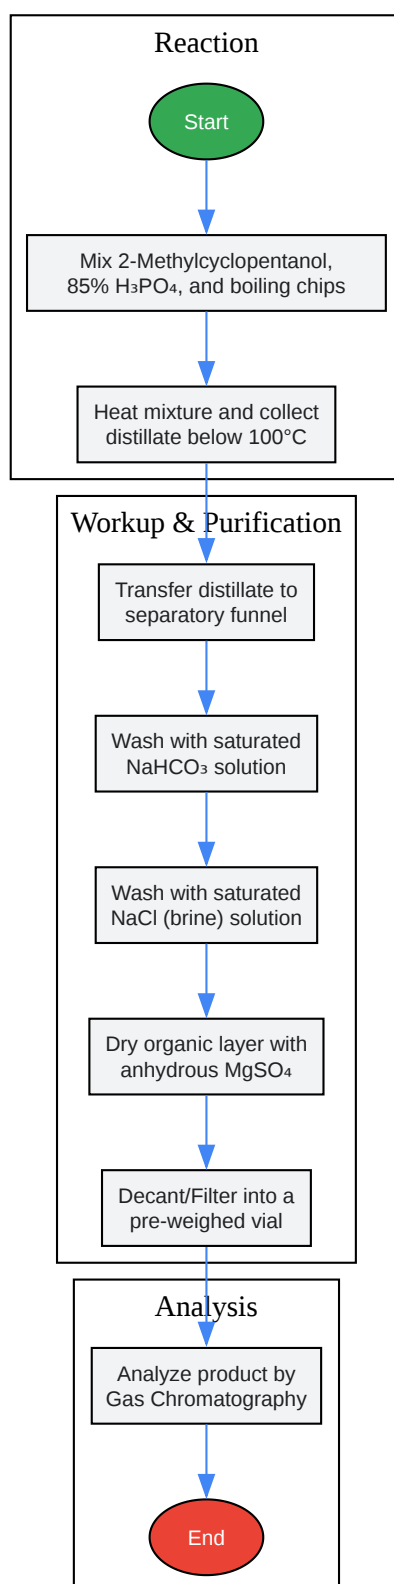 Reaction
Start
Mix 2-Methylcyclopentanol,
85% H₃PO₄, and boiling chips
Heat mixture and collect
distillate below 100°C
Workup & Purification
Transfer distillate to
separatory funnel
Wash with saturated
NaHCO₃ solution
Wash with saturated
NaCl (brine) solution
Dry organic layer with
anhydrous MgSO₄
Decant/Filter into a
pre-weighed vial
Analysis
Analyze product by
Gas Chromatography
End